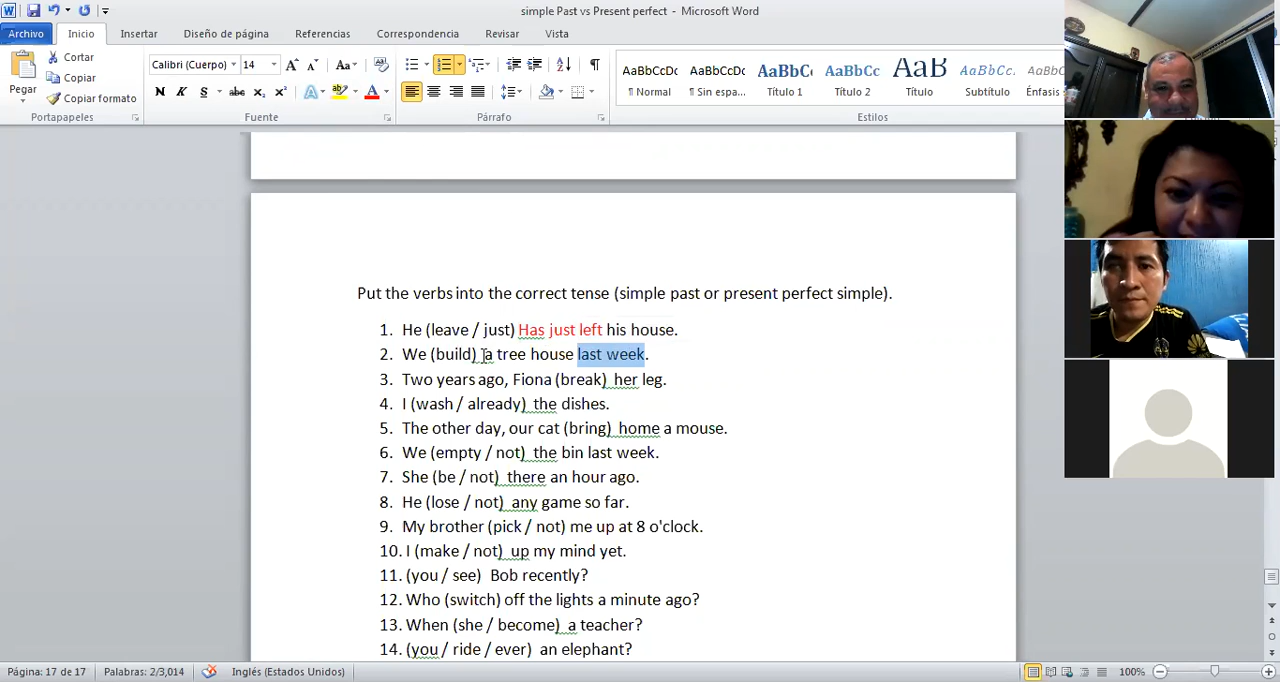 simple Past vs Present perfect - Microsoft Word
Archivo Inicio Insertar Diseño de página Referencias Correspondencia Revisar Vista
Pegar
Cortar
Copiar
Copiar formato
Portapapeles
Calibri (Cuerpo) 14
N K S abc x₂ x²
Fuente
Párrafo
AaBbCcDc AaBbCcDc AaBbC AaBbCc AaB AaBbCc. AaBbCc
¶ Normal ¶ Sin espa... Título 1 Título 2 Título Subtítulo Énfasis
Estilos
Put the verbs into the correct tense (simple past or present perfect simple).
1. He (leave / just) Has just left his house.
2. We (build) a tree house last week.
3. Two years ago, Fiona (break) her leg.
4. I (wash / already) the dishes.
5. The other day, our cat (bring) home a mouse.
6. We (empty / not) the bin last week.
7. She (be / not) there an hour ago.
8. He (lose / not) any game so far.
9. My brother (pick / not) me up at 8 o'clock.
10. I (make / not) up my mind yet.
11. (you / see) Bob recently?
12. Who (switch) off the lights a minute ago?
13. When (she / become) a teacher?
14. (you / ride / ever) an elephant?
Página: 17 de 17 Palabras: 2/3,014 Inglés (Estados Unidos) 100%